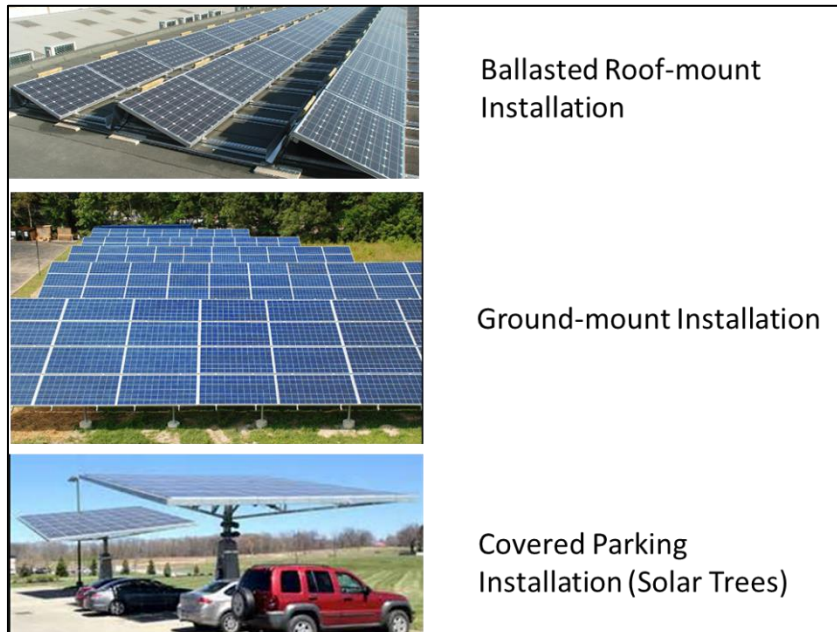 Ballasted Roof-mount
Installation
Ground-mount Installation
Covered Parking
Installation (Solar Trees)